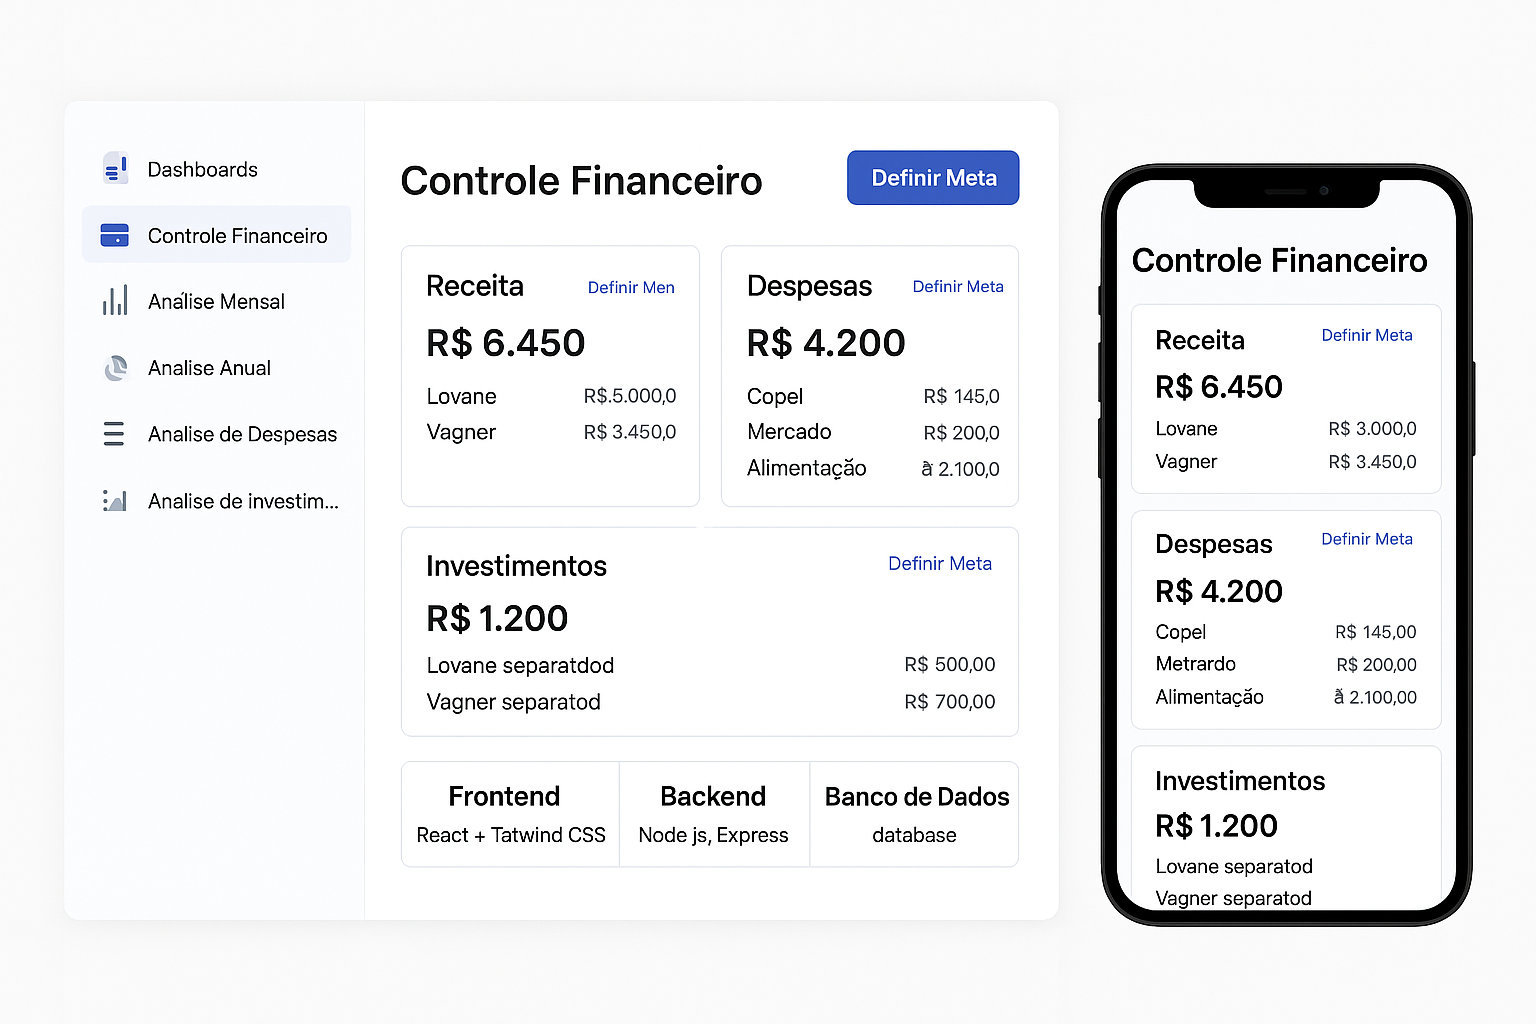 Dashboards
Controle Financeiro
Análise Mensal
Analise Anual
Analise de Despesas
Analise de investim...
Controle Financeiro
Definir Meta
Receita
Definir Men
R$ 6.450
Lovane R$.5.000,0
Vagner R$ 3.450,0
Despesas
Definir Meta
R$ 4.200
Copel R$ 145,0
Mercado R$ 200,0
Alimentação 2.100,0
Investimentos
Definir Meta
R$ 1.200
Lovane separatdod R$ 500,00
Vagner separatod R$ 700,00
Frontend
React + Tatwind CSS
Backend
Node js, Express
Banco de Dados
database
Controle Financeiro
Receita
Definir Meta
R$ 6.450
Lovane R$ 3.000,0
Vagner R$ 3.450,0
Despesas
Definir Meta
R$ 4.200
Copel R$ 145,00
Metrardo R$ 200,00
Alimentação 2.100,00
Investimentos
R$ 1.200
Lovane separatod
Vagner separatod